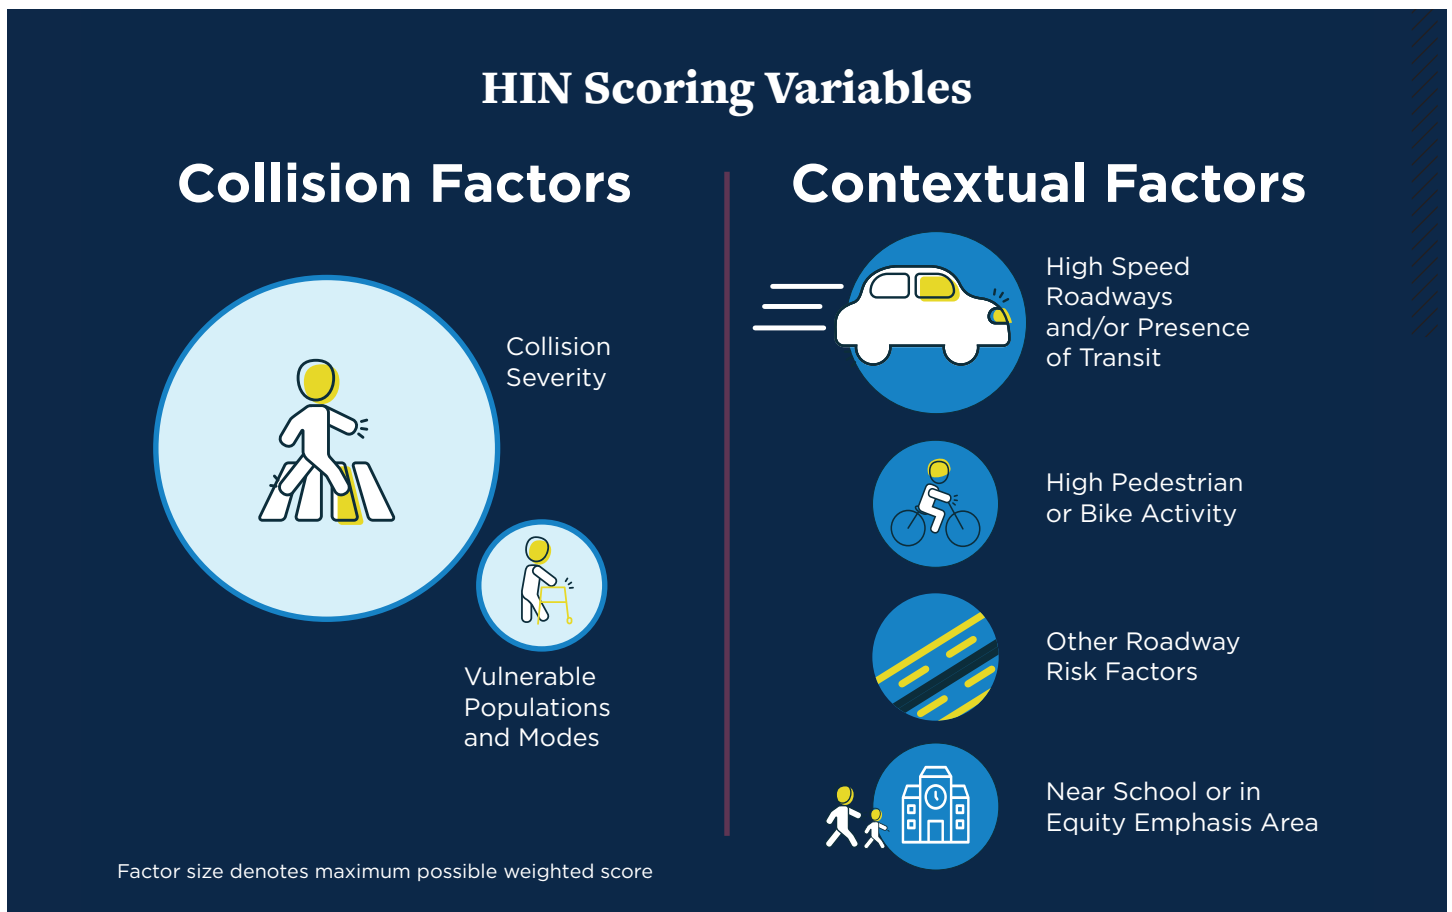 HIN Scoring Variables
Collision Factors
Collision
Severity
Vulnerable
Populations
and Modes
Factor size denotes maximum possible weighted score
Contextual Factors
High Speed
Roadways
and/or Presence
of Transit
High Pedestrian
or Bike Activity
Other Roadway
Risk Factors
Near School or in
Equity Emphasis Area